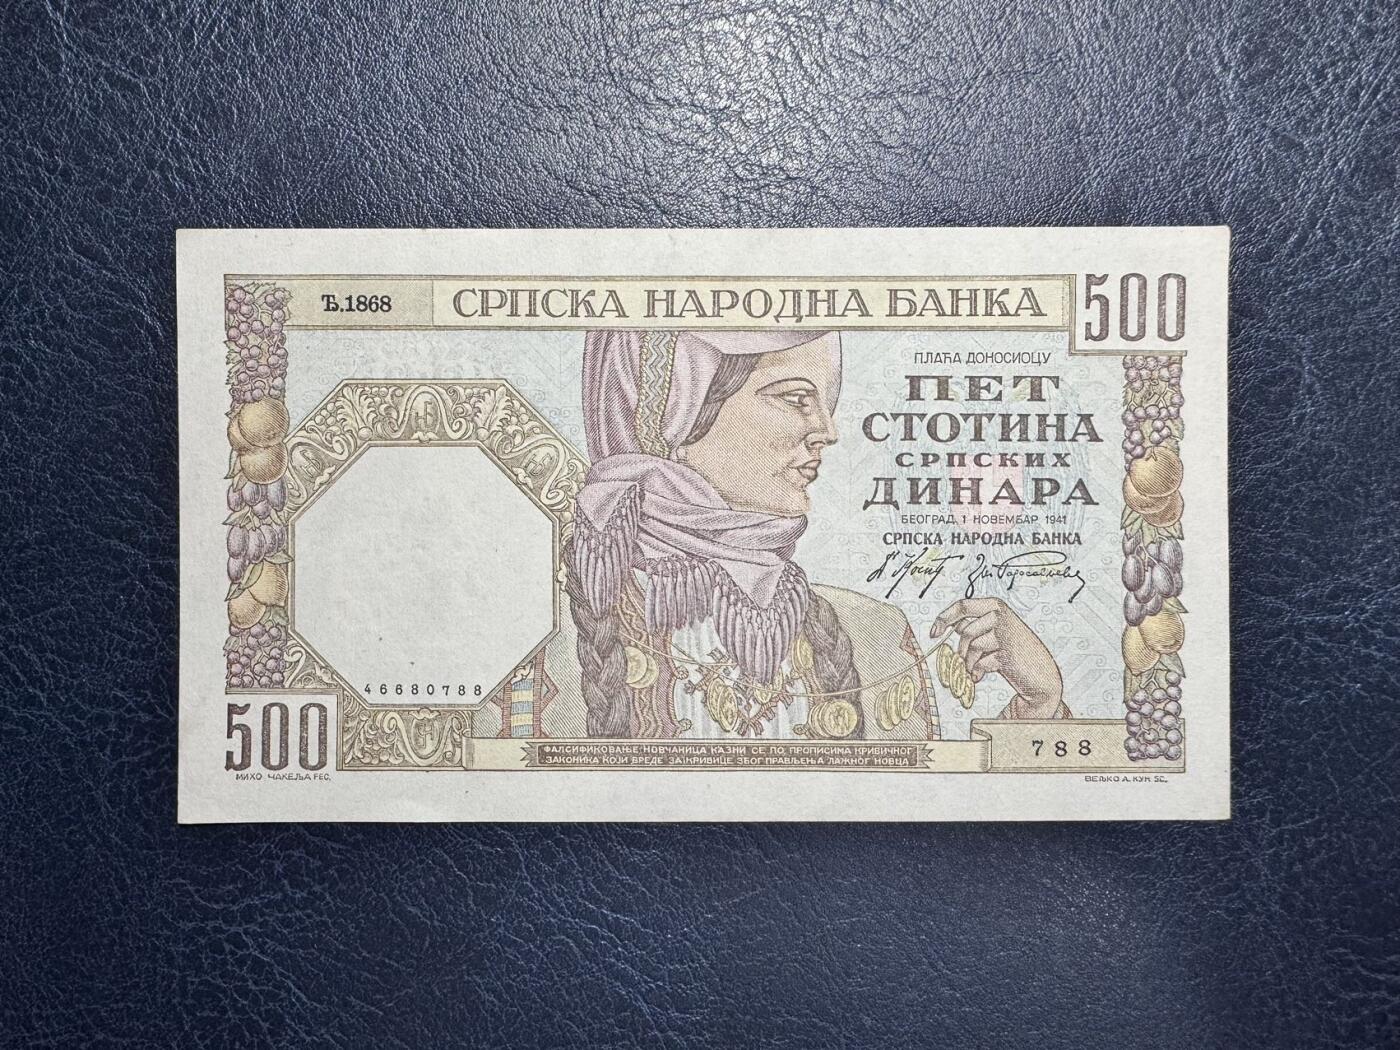 Ђ.1868
СРПСКА НАРОДНА БАНКА
500
ПЛАЋА ДОНОСИОЦУ
ПЕТ
СТОТИНА
СРПСКИХ
ДИНАРА
БЕОГРАД, 1 НОВЕМБАР 1941
СРПСКА НАРОДНА БАНКА
46680788
500
788
ФАЛСИФИКОВАЊЕ НОВЧАНИЦА КАЗНИ СЕ ПО ПРОПИСИМА КРИВИЧНОГ
ЗАКОНИКА КОЈИ ВРЕДЕ ЗА КРИВИЦЕ ЗБОГ ПРАВЉЕЊА ЛАЖНОГ НОВЦА
МИХО ЧАКЕЉА FEC.
ВЕЉКО А. КУН SC.